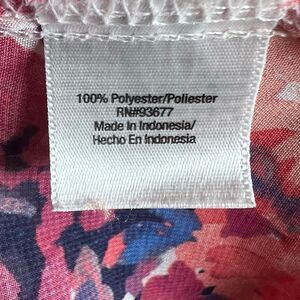 100% Polyester/Poliester
RN#93677
Made In Indonesia/
Hecho En Indonesia